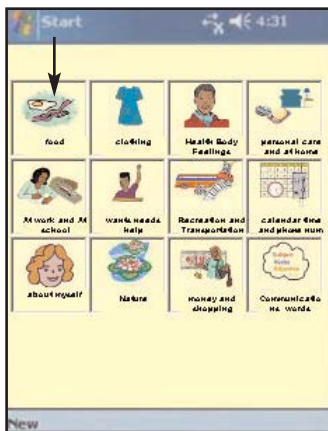 Start 4:31
food clothing Health Body personal care
Feelings and at home
At work and At wants needs Recreation and calendar time
school help Transportation and phone num
about myself Nature money and Communicatio
shopping ns words
New